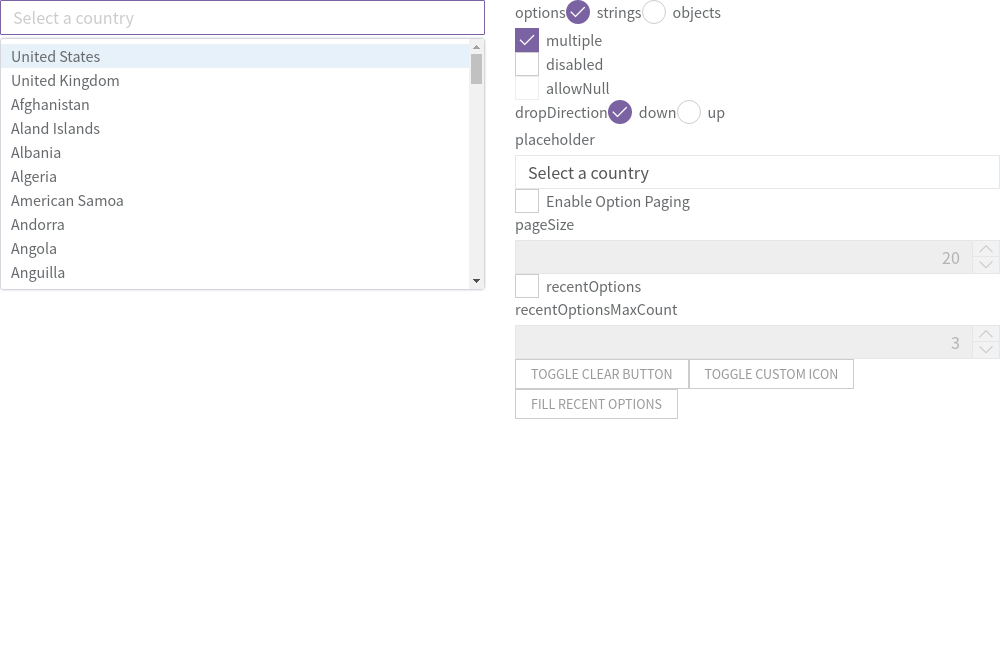 Select a country
United States
United Kingdom
Afghanistan
Aland Islands
Albania
Algeria
American Samoa
Andorra
Angola
Anguilla
options strings objects
multiple
disabled
allowNull
dropDirection down up
placeholder
Select a country
Enable Option Paging
pageSize
20
recentOptions
recentOptionsMaxCount
3
TOGGLE CLEAR BUTTON TOGGLE CUSTOM ICON
FILL RECENT OPTIONS